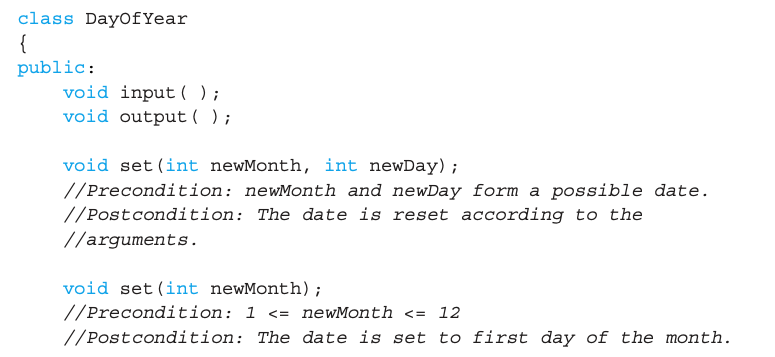 class DayOfYear
{
public:
void input( );
void output( );
void set(int newMonth, int newDay);
//Precondition: newMonth and newDay form a possible date.
//Postcondition: The date is reset according to the
//arguments.
void set(int newMonth);
//Precondition: 1 <= newMonth <= 12
//Postcondition: The date is set to first day of the month.